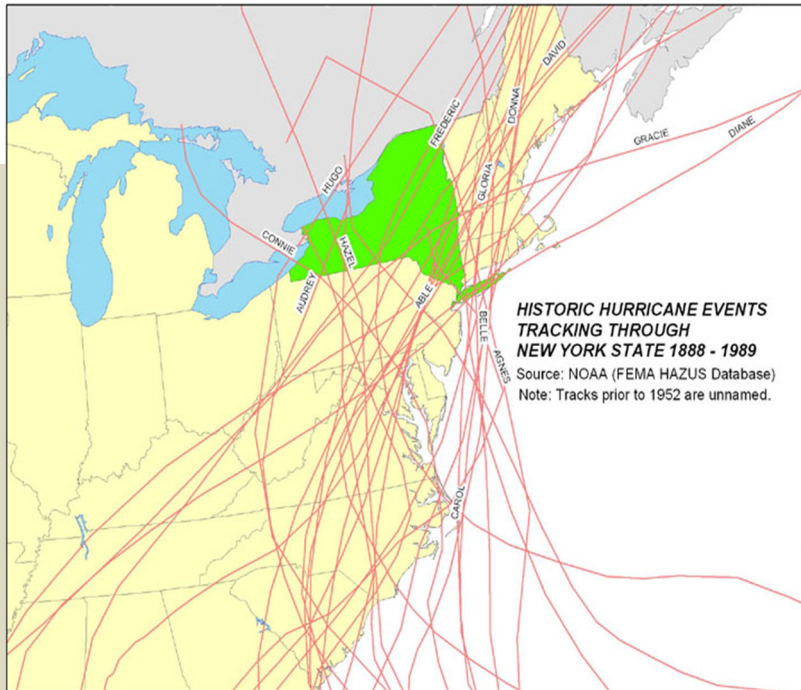 DAVID
DONNA
FREDERIC
GRACIE
DIANE
GLORIA
HUGO
CONNIE
HAZEL
AUDREY
ABLE
BELLE
AGNES
CAROL
HISTORIC HURRICANE EVENTS
TRACKING THROUGH
NEW YORK STATE 1888 - 1989
Source: NOAA (FEMA HAZUS Database)
Note: Tracks prior to 1952 are unnamed.